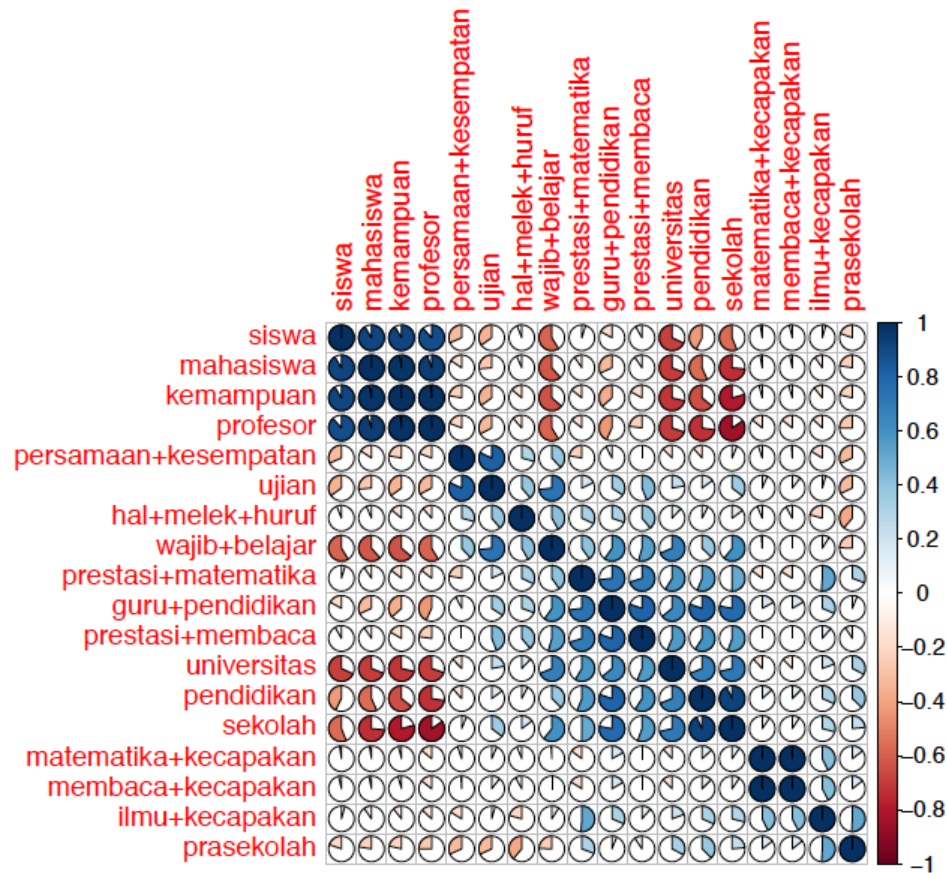 siswa
mahasiswa
kemampuan
profesor
persamaan+kesempatan
ujian
hal+melek+huruf
wajib+belajar
prestasi+matematika
guru+pendidikan
prestasi+membaca
universitas
pendidikan
sekolah
matematika+kecapakan
membaca+kecapakan
ilmu+kecapakan
prasekolah
siswa
mahasiswa
kemampuan
profesor
persamaan+kesempatan
ujian
hal+melek+huruf
wajib+belajar
prestasi+matematika
guru+pendidikan
prestasi+membaca
universitas
pendidikan
sekolah
matematika+kecapakan
membaca+kecapakan
ilmu+kecapakan
prasekolah
1
0.8
0.6
0.4
0.2
0
−0.2
−0.4
−0.6
−0.8
−1